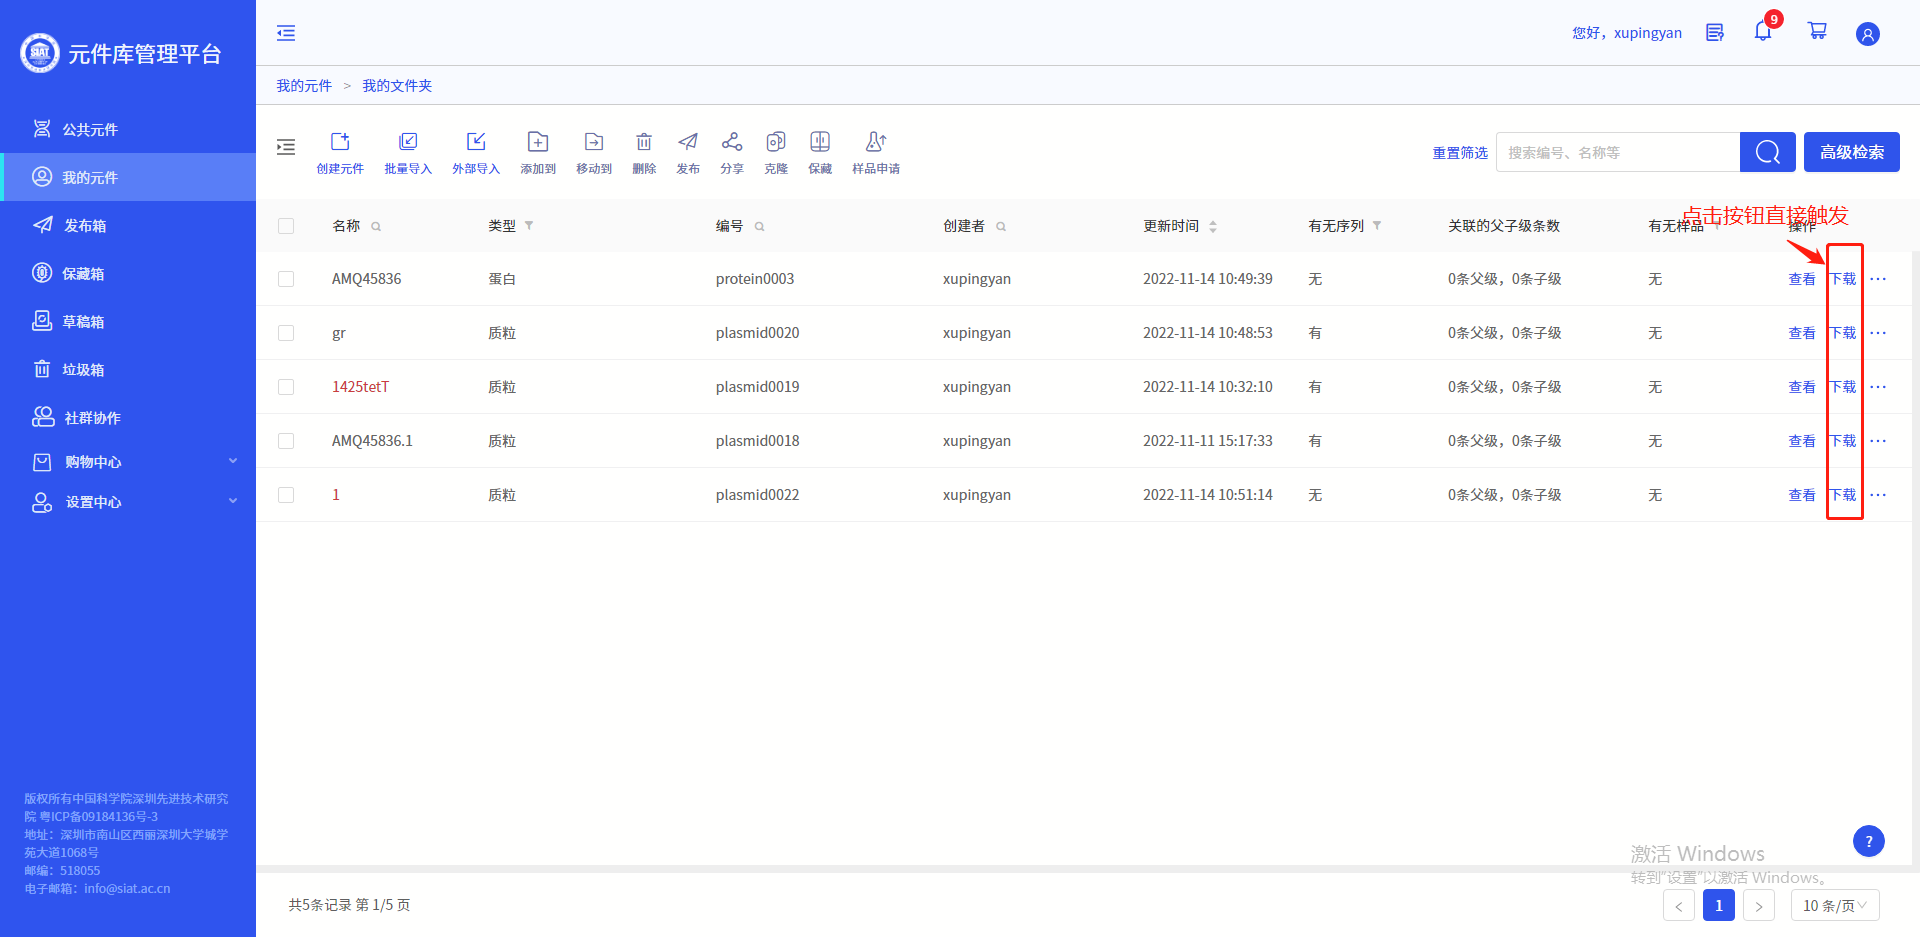 SIAT
元件库管理平台
您好，xupingyan
9
公共元件
我的元件
发布箱
保藏箱
草稿箱
垃圾箱
社群协作
购物中心
设置中心
版权所有中国科学院深圳先进技术研究
院 粤ICP备09184136号-3
地址：深圳市南山区西丽深圳大学城学
苑大道1068号
邮编：518055
电子邮箱：info@siat.ac.cn
我的元件 > 我的文件夹
创建元件 批量导入 外部导入 添加到 移动到 删除 发布 分享 克隆 保藏 样品申请
重置筛选 搜索编号、名称等 高级检索
点击按钮直接触发
名称 类型 编号 创建者 更新时间 有无序列 关联的父子级条数 有无样品 操作
AMQ45836 蛋白 protein0003 xupingyan 2022-11-14 10:49:39 无 0条父级，0条子级 无 查看 下载 ···
gr 质粒 plasmid0020 xupingyan 2022-11-14 10:48:53 有 0条父级，0条子级 无 查看 下载 ···
1425tetT 质粒 plasmid0019 xupingyan 2022-11-14 10:32:10 有 0条父级，0条子级 无 查看 下载 ···
AMQ45836.1 质粒 plasmid0018 xupingyan 2022-11-11 15:17:33 有 0条父级，0条子级 无 查看 下载 ···
1 质粒 plasmid0022 xupingyan 2022-11-14 10:51:14 无 0条父级，0条子级 无 查看 下载 ···
?
激活 Windows
转到“设置”以激活 Windows。
共5条记录 第 1/5 页
< 1 > 10 条/页